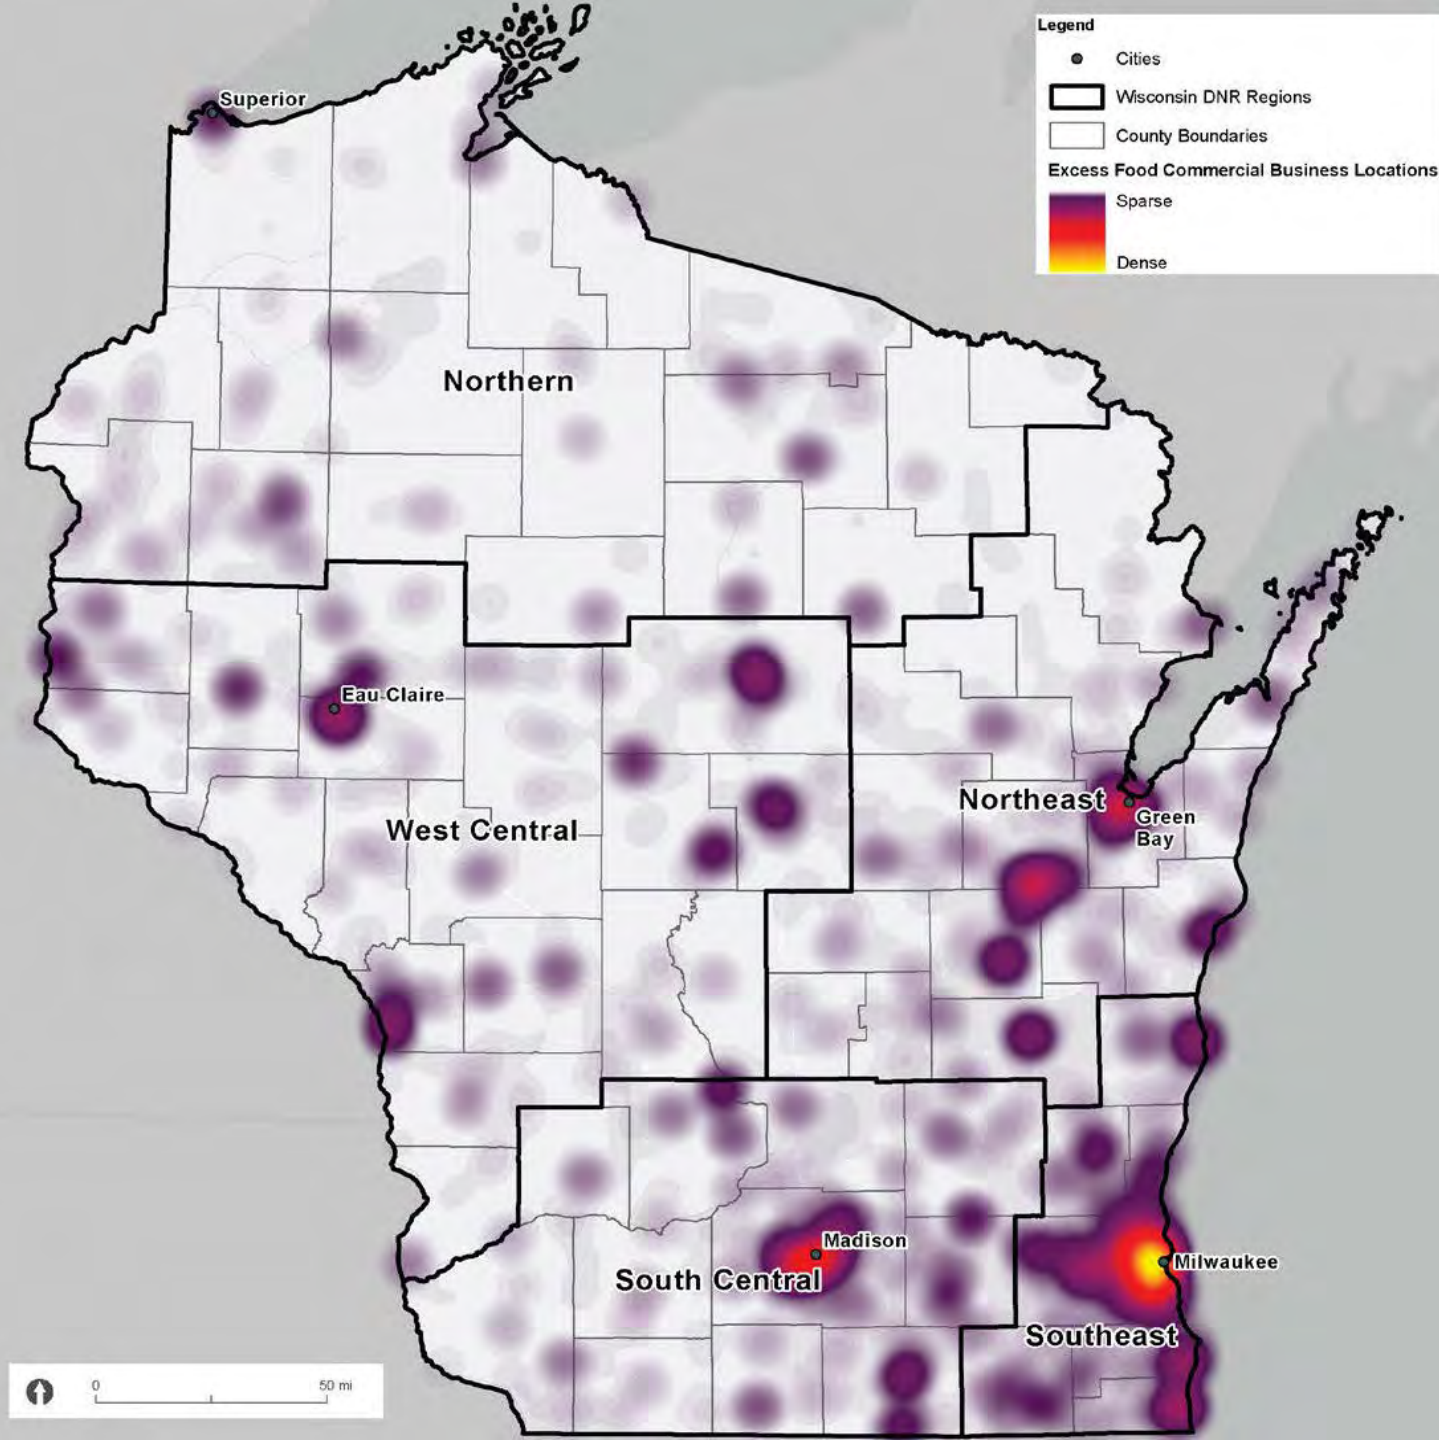 Legend
Cities
Wisconsin DNR Regions
County Boundaries
Excess Food Commercial Business Locations
Sparse
Dense
Superior
Northern
Eau Claire
Northeast
Green
Bay
West Central
Madison
Milwaukee
South Central
Southeast
0 50 mi